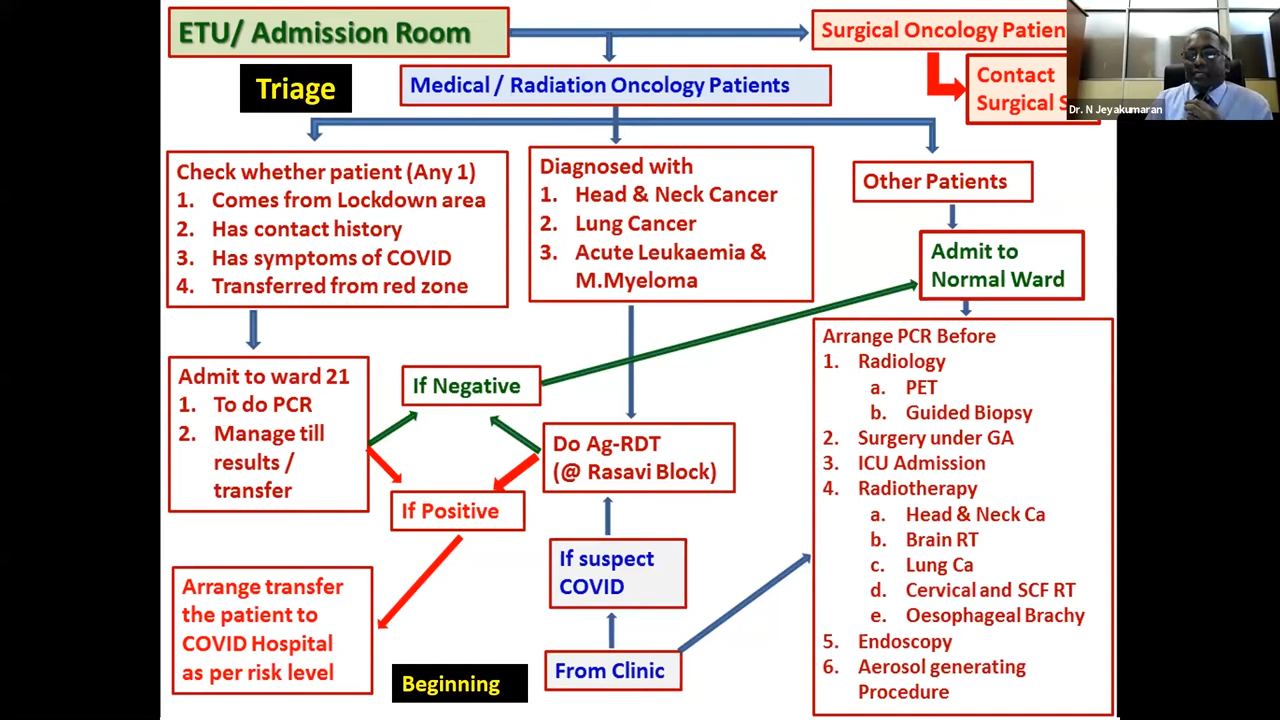 ETU/ Admission Room
Surgical Oncology Patien
Triage
Medical / Radiation Oncology Patients
Contact
Surgical S
Dr. N Jeyakumaran
Check whether patient (Any 1)
1. Comes from Lockdown area
2. Has contact history
3. Has symptoms of COVID
4. Transferred from red zone
Diagnosed with
1. Head & Neck Cancer
2. Lung Cancer
3. Acute Leukaemia &
M.Myeloma
Other Patients
Admit to
Normal Ward
Admit to ward 21
1. To do PCR
2. Manage till
results /
transfer
If Negative
If Positive
Do Ag-RDT
(@ Rasavi Block)
Arrange transfer
the patient to
COVID Hospital
as per risk level
If suspect
COVID
From Clinic
Beginning
Arrange PCR Before
1. Radiology
a. PET
b. Guided Biopsy
2. Surgery under GA
3. ICU Admission
4. Radiotherapy
a. Head & Neck Ca
b. Brain RT
c. Lung Ca
d. Cervical and SCF RT
e. Oesophageal Brachy
5. Endoscopy
6. Aerosol generating
Procedure